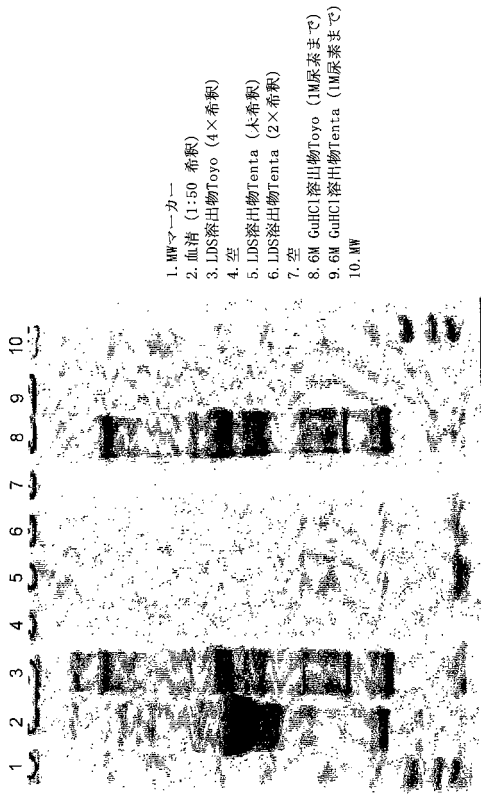 1 2 3 4 5 6 7 8 9 10
1. MWマーカー
2. 血清 (1:50 希釈)
3. LDS溶出物Toyo (4×希釈)
4. 空
5. LDS溶出物Tenta (未希釈)
6. LDS溶出物Tenta (2×希釈)
7. 空
8. 6M GuHCl溶出物Toyo (1M尿素まで)
9. 6M GuHCl溶出物Tenta (1M尿素まで)
10. MW